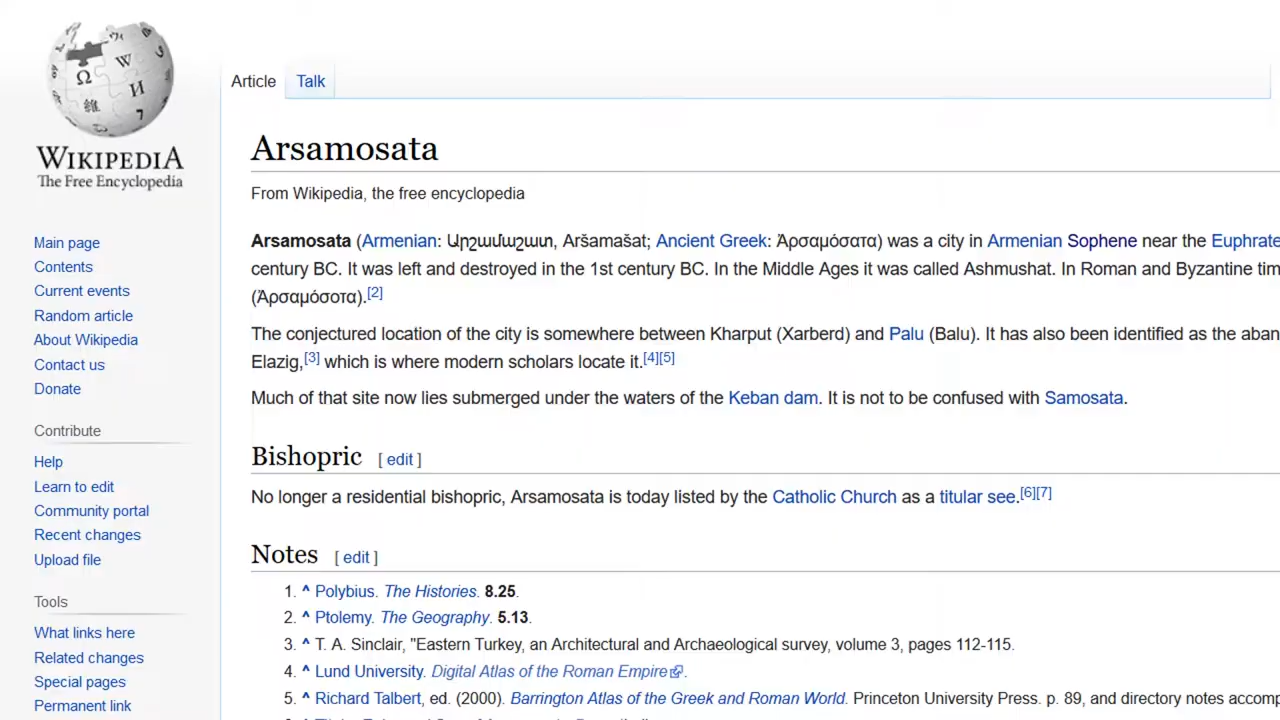 WIKIPEDIA
The Free Encyclopedia
Main page
Contents
Current events
Random article
About Wikipedia
Contact us
Donate
Contribute
Help
Learn to edit
Community portal
Recent changes
Upload file
Tools
What links here
Related changes
Special pages
Permanent link
Article Talk
Arsamosata
From Wikipedia, the free encyclopedia
Arsamosata (Armenian: Արշամաշատ, Aršamašat; Ancient Greek: Ἀρσαμόσατα) was a city in Armenian Sophene near the Euphrate
century BC. It was left and destroyed in the 1st century BC. In the Middle Ages it was called Ashmushat. In Roman and Byzantine tim
(Ἀρσαμόσοτα).[2]
The conjectured location of the city is somewhere between Kharput (Xarberd) and Palu (Balu). It has also been identified as the aban
Elazig,[3] which is where modern scholars locate it.[4][5]
Much of that site now lies submerged under the waters of the Keban dam. It is not to be confused with Samosata.
Bishopric [ edit ]
No longer a residential bishopric, Arsamosata is today listed by the Catholic Church as a titular see.[6][7]
Notes [ edit ]
1. ^ Polybius. The Histories. 8.25.
2. ^ Ptolemy. The Geography. 5.13.
3. ^ T. A. Sinclair, "Eastern Turkey, an Architectural and Archaeological survey, volume 3, pages 112-115.
4. ^ Lund University. Digital Atlas of the Roman Empire.
5. ^ Richard Talbert, ed. (2000). Barrington Atlas of the Greek and Roman World. Princeton University Press. p. 89, and directory notes accomp